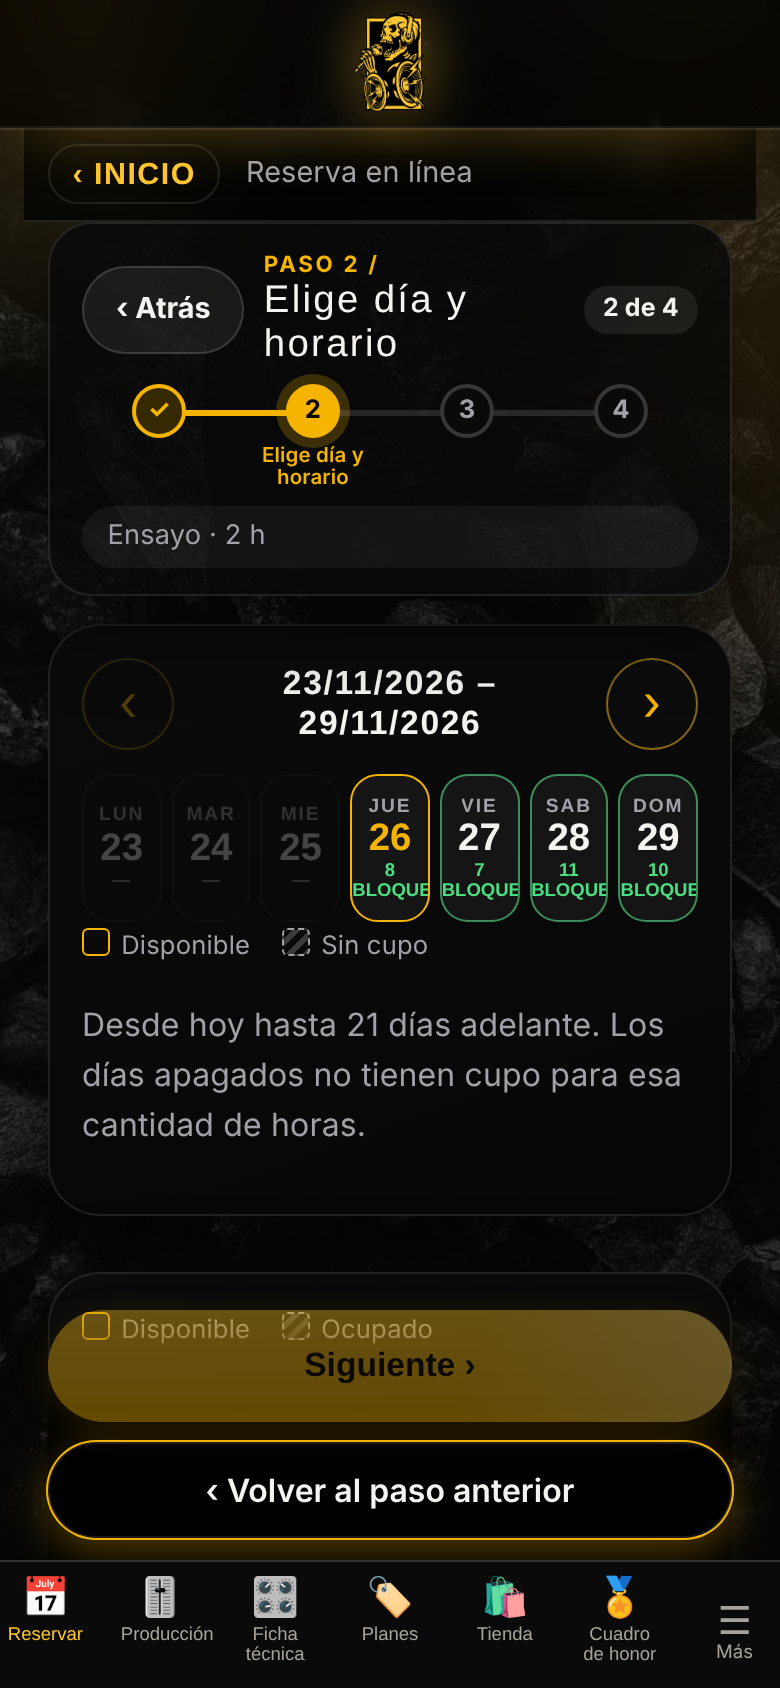 ‹ INICIO
Reserva en línea
‹ Atrás
PASO 2 /
Elige día y
horario
2 de 4
2
3
4
Elige día y
horario
Ensayo · 2 h
‹
23/11/2026 –
29/11/2026
›
LUN
23
—
MAR
24
—
MIE
25
—
JUE
26
8
BLOQUE
VIE
27
7
BLOQUE
SAB
28
11
BLOQUE
DOM
29
10
BLOQUE
Disponible
Sin cupo
Desde hoy hasta 21 días adelante. Los
días apagados no tienen cupo para esa
cantidad de horas.
Disponible
Ocupado
Siguiente ›
‹ Volver al paso anterior
July
17
Reservar
Producción
Ficha
técnica
Planes
Tienda
Cuadro
de honor
Más